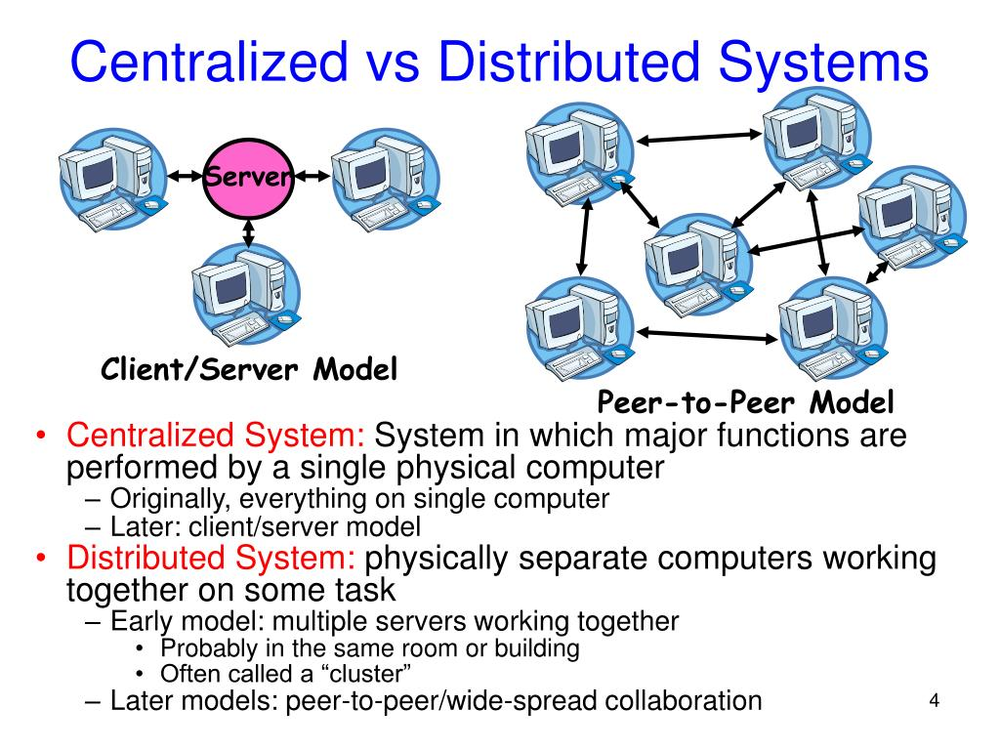 Centralized vs Distributed Systems
Server
Client/Server Model
Peer-to-Peer Model
• Centralized System: System in which major functions are
performed by a single physical computer
– Originally, everything on single computer
– Later: client/server model
• Distributed System: physically separate computers working
together on some task
– Early model: multiple servers working together
• Probably in the same room or building
• Often called a “cluster”
– Later models: peer-to-peer/wide-spread collaboration
4